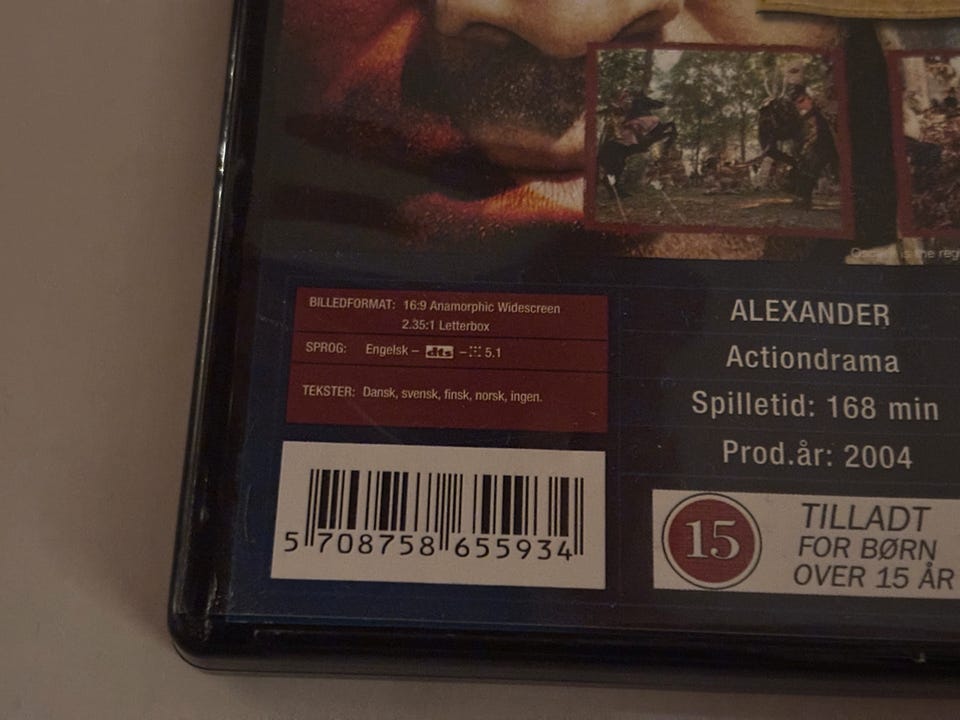 BILLEDFORMAT: 16:9 Anamorphic Widescreen
2.35:1 Letterbox
SPROG: Engelsk – dts – 5.1
TEKSTER: Dansk, svensk, finsk, norsk, ingen.
5 708758 655934
is the
ALEXANDER
Actiondrama
Spilletid: 168 min
Prod.år: 2004
15
TILLADT
FOR BØRN
OVER 15 ÅR